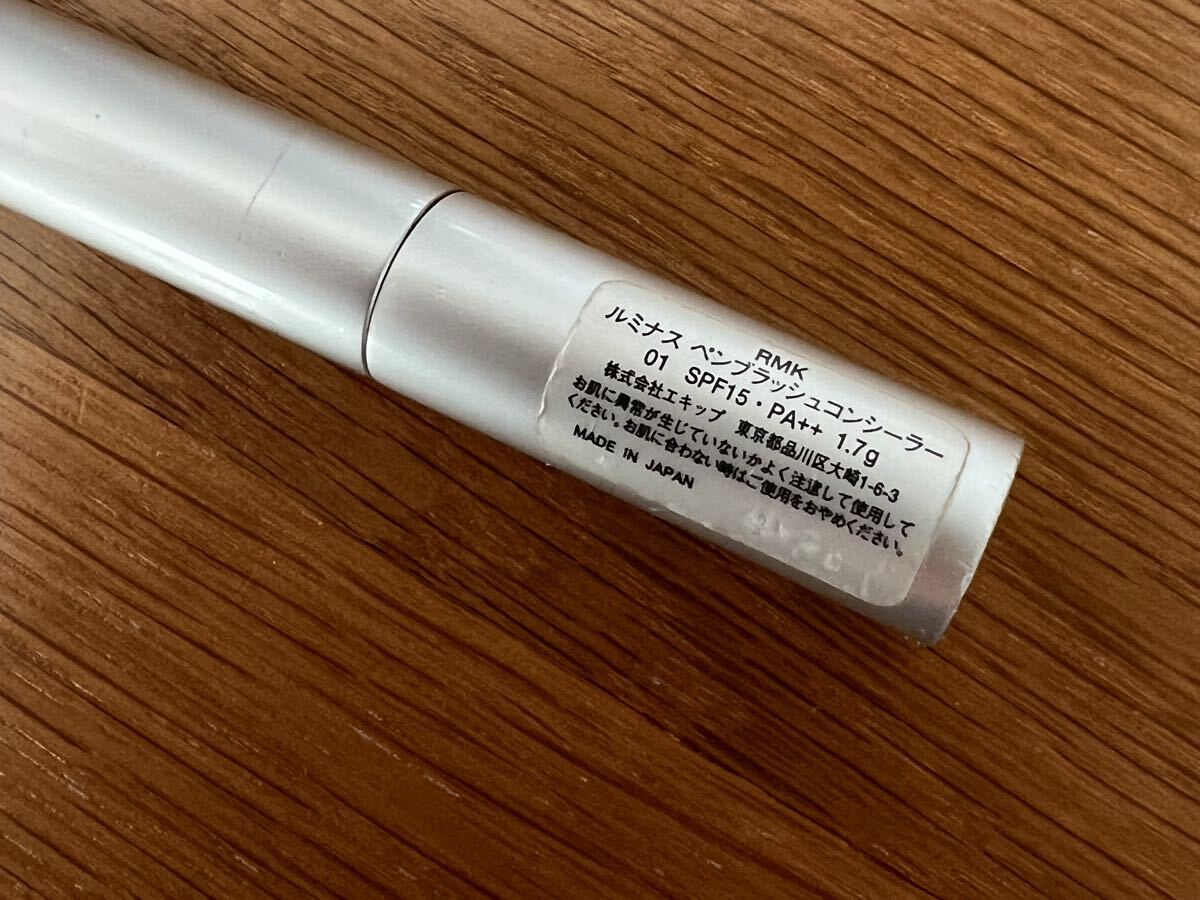 RMK
ルミナス ペンブラッシュコンシーラー
01 SPF15・PA++ 1.7g
株式会社エキップ 東京都品川区大崎1-6-3
お肌に異常が生じていないかよく注意して使用して
ください。お肌に合わない時はご使用をおやめください。
MADE IN JAPAN